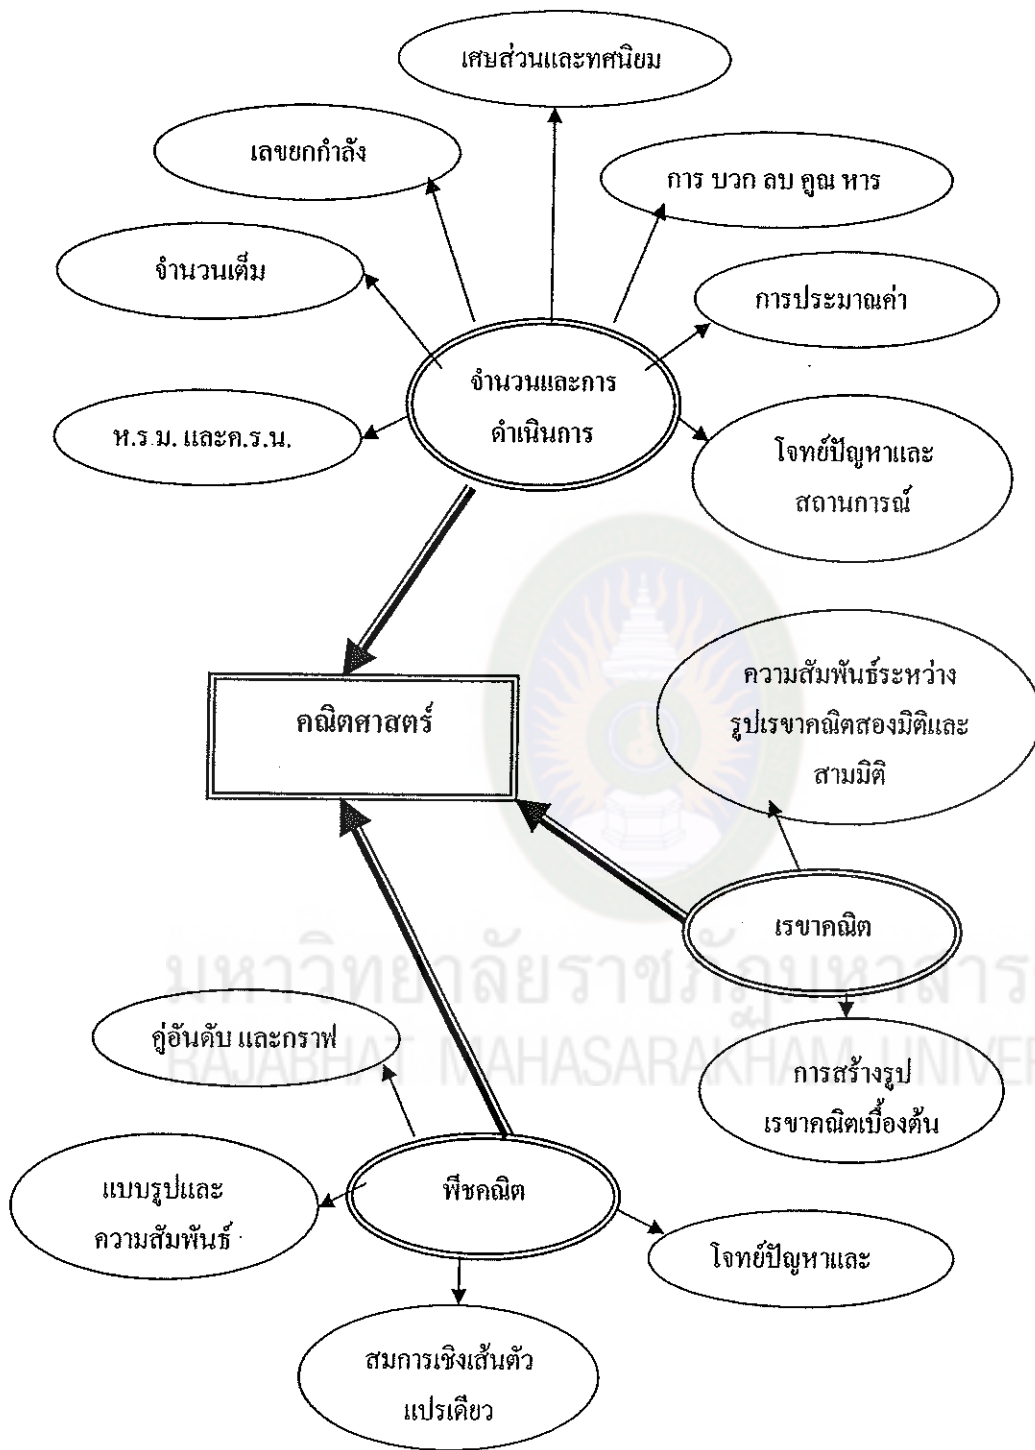 เศษส่วนและทศนิยม
เลขยกกำลัง
การ บวก ลบ คูณ หาร
จำนวนเต็ม
การประมาณค่า
จำนวนและการ
ดำเนินการ
ห.ร.ม. และค.ร.น.
โจทย์ปัญหาและ
สถานการณ์
ความสัมพันธ์ระหว่าง
รูปเรขาคณิตสองมิติและ
สามมิติ
คณิตศาสตร์
เรขาคณิต
มหาวิทยาลัยราชภัฏมหาสาร
RAJABHAT MAHASARAKHAM UNIVER
คู่อันดับ และกราฟ
การสร้างรูป
เรขาคณิตเบื้องต้น
พีชคณิต
แบบรูปและ
ความสัมพันธ์
โจทย์ปัญหาและ
สมการเชิงเส้นตัว
แปรเดียว